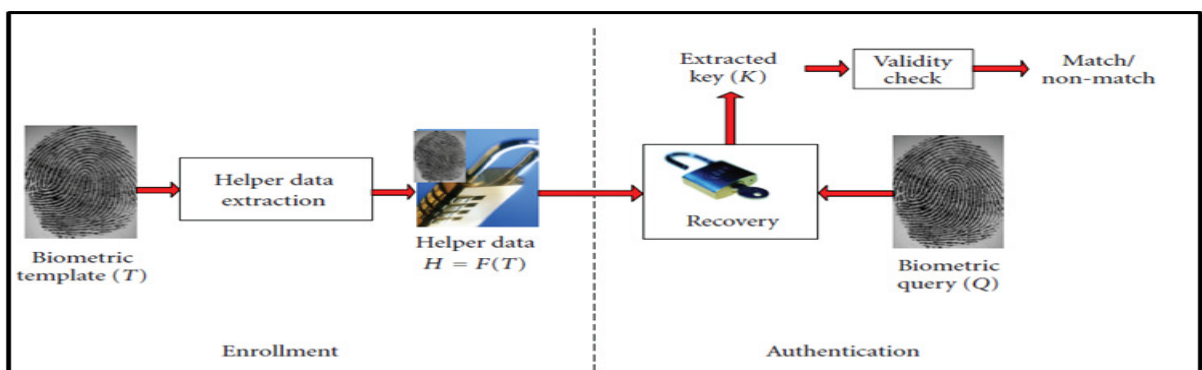 Biometric
template (T)
Helper data
extraction
Helper data
H = F(T)
Enrollment
Extracted
key (K)
Validity
check
Match/
non-match
Recovery
Biometric
query (Q)
Authentication